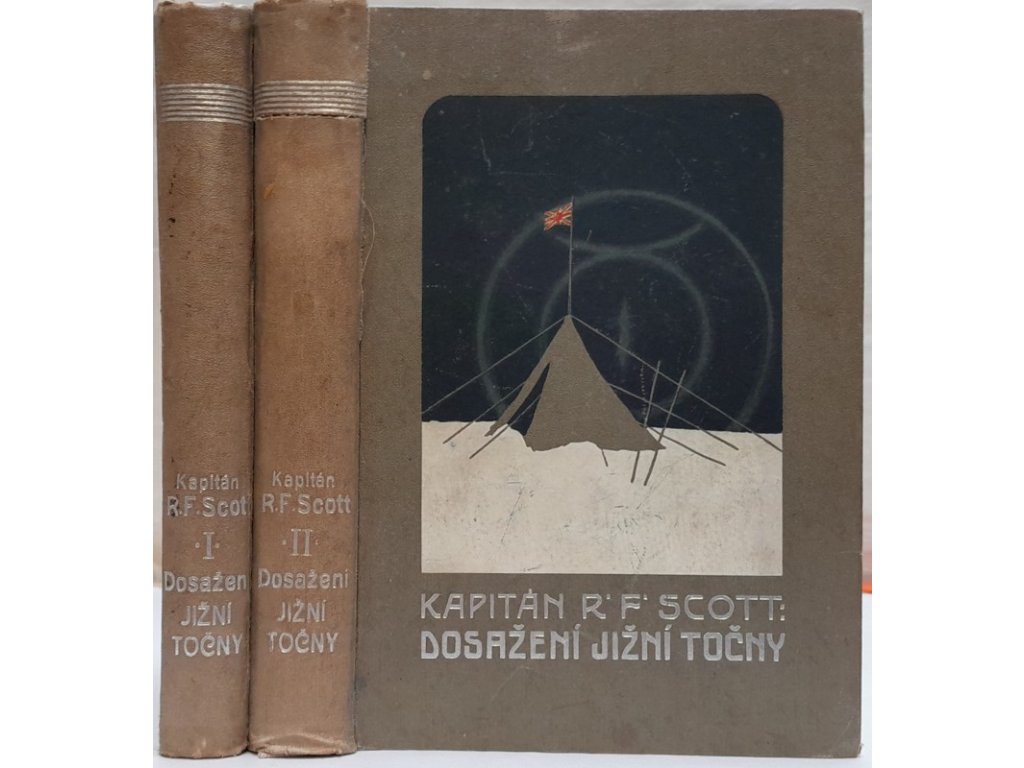 Kapitán
R.F. Scott
·I·
Dosažení
JIŽNÍ
TOČNY
Kapitán
R.F. Scott
·II·
Dosažení
JIŽNÍ
TOČNY
KAPITÁN R. F. SCOTT:
DOSAŽENÍ JIŽNÍ TOČNY